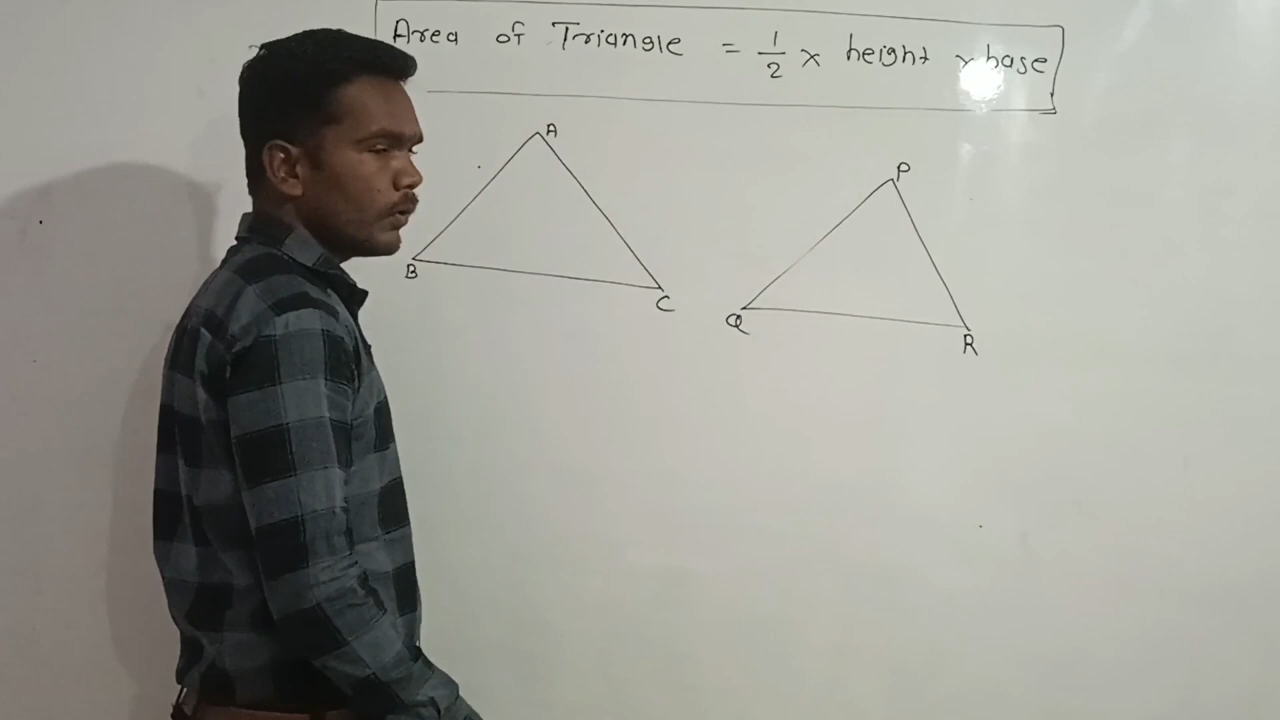 Area of Triangle = 1/2 × height × base
A
P
B
C
Q
R